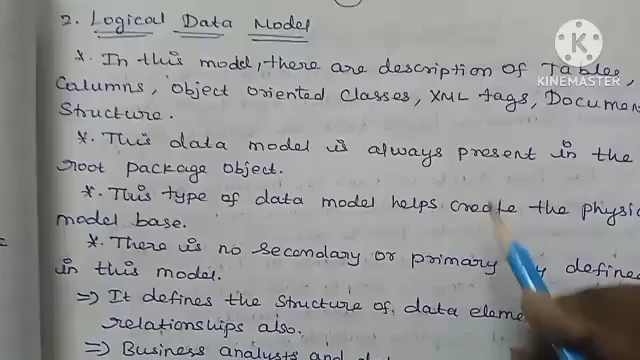 2. Logical Data Model
*. In this model, there are description of Tables,
Columns, object oriented classes, XML tags, Documen
Structure.
*. This data model is always present in the
root package object.
*. This type of data model helps create the physic
model base.
*. There is no secondary or primary defined
in this model.
=> It defines the structure of data elem
relationships also.
=> Business analysts and
KINEMASTER